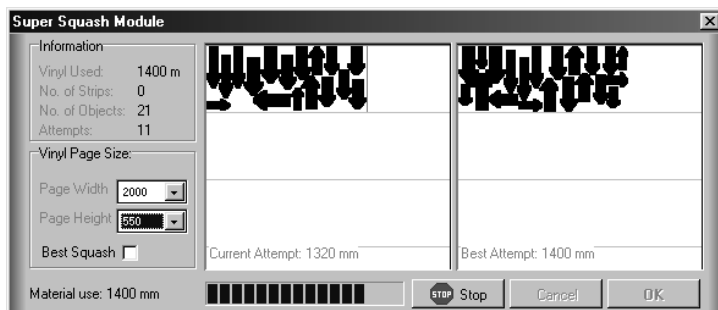 Super Squash Module
Information
Vinyl Used: 1400 m
No. of Strips: 0
No. of Objects: 21
Attempts: 11
Vinyl Page Size:
Page Width 2000
Page Height 550
Best Squash
Current Attempt: 1320 mm
Best Attempt: 1400 mm
Material use: 1400 mm
STOP Stop
Cancel
OK